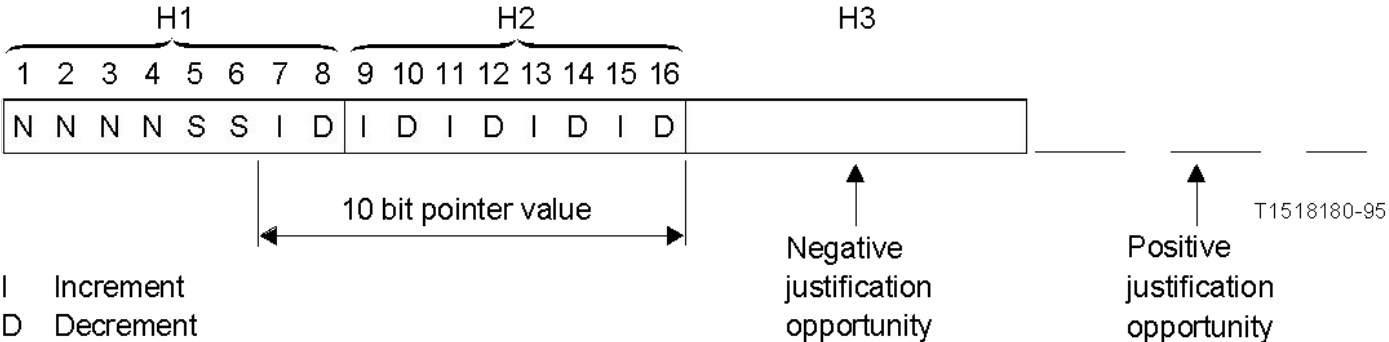 H1 H2 H3
1 2 3 4 5 6 7 8 9 10 11 12 13 14 15 16
N N N N S S I D I D I D I D I D
10 bit pointer value
T1518180-95
Negative justification opportunity
Positive justification opportunity
I Increment
D Decrement